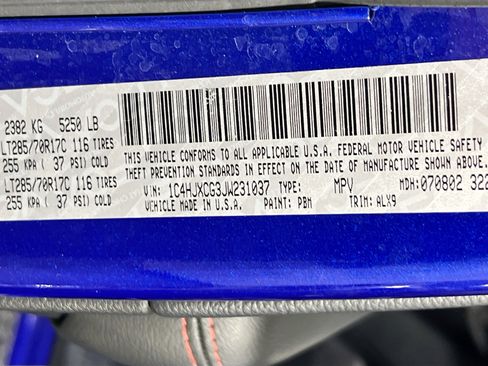 2382 KG 5250 LB
LT285/70R17C 116 TIRES
255 KPA ( 37 PSI) COLD
LT285/70R17C 116 TIRES
255 KPA ( 37 PSI) COLD
THIS VEHICLE CONFORMS TO ALL APPLICABLE U.S.A. FEDERAL MOTOR VEHICLE SAFETY
THEFT PREVENTION STANDARDS IN EFFECT ON THE DATE OF MANUFACTURE SHOWN ABOVE.
VIN: 1C4HJXCG3JW231037 TYPE: MPV MDH: 070802 322
VEHICLE MADE IN U.S.A. PAINT: PBM TRIM: ALX9